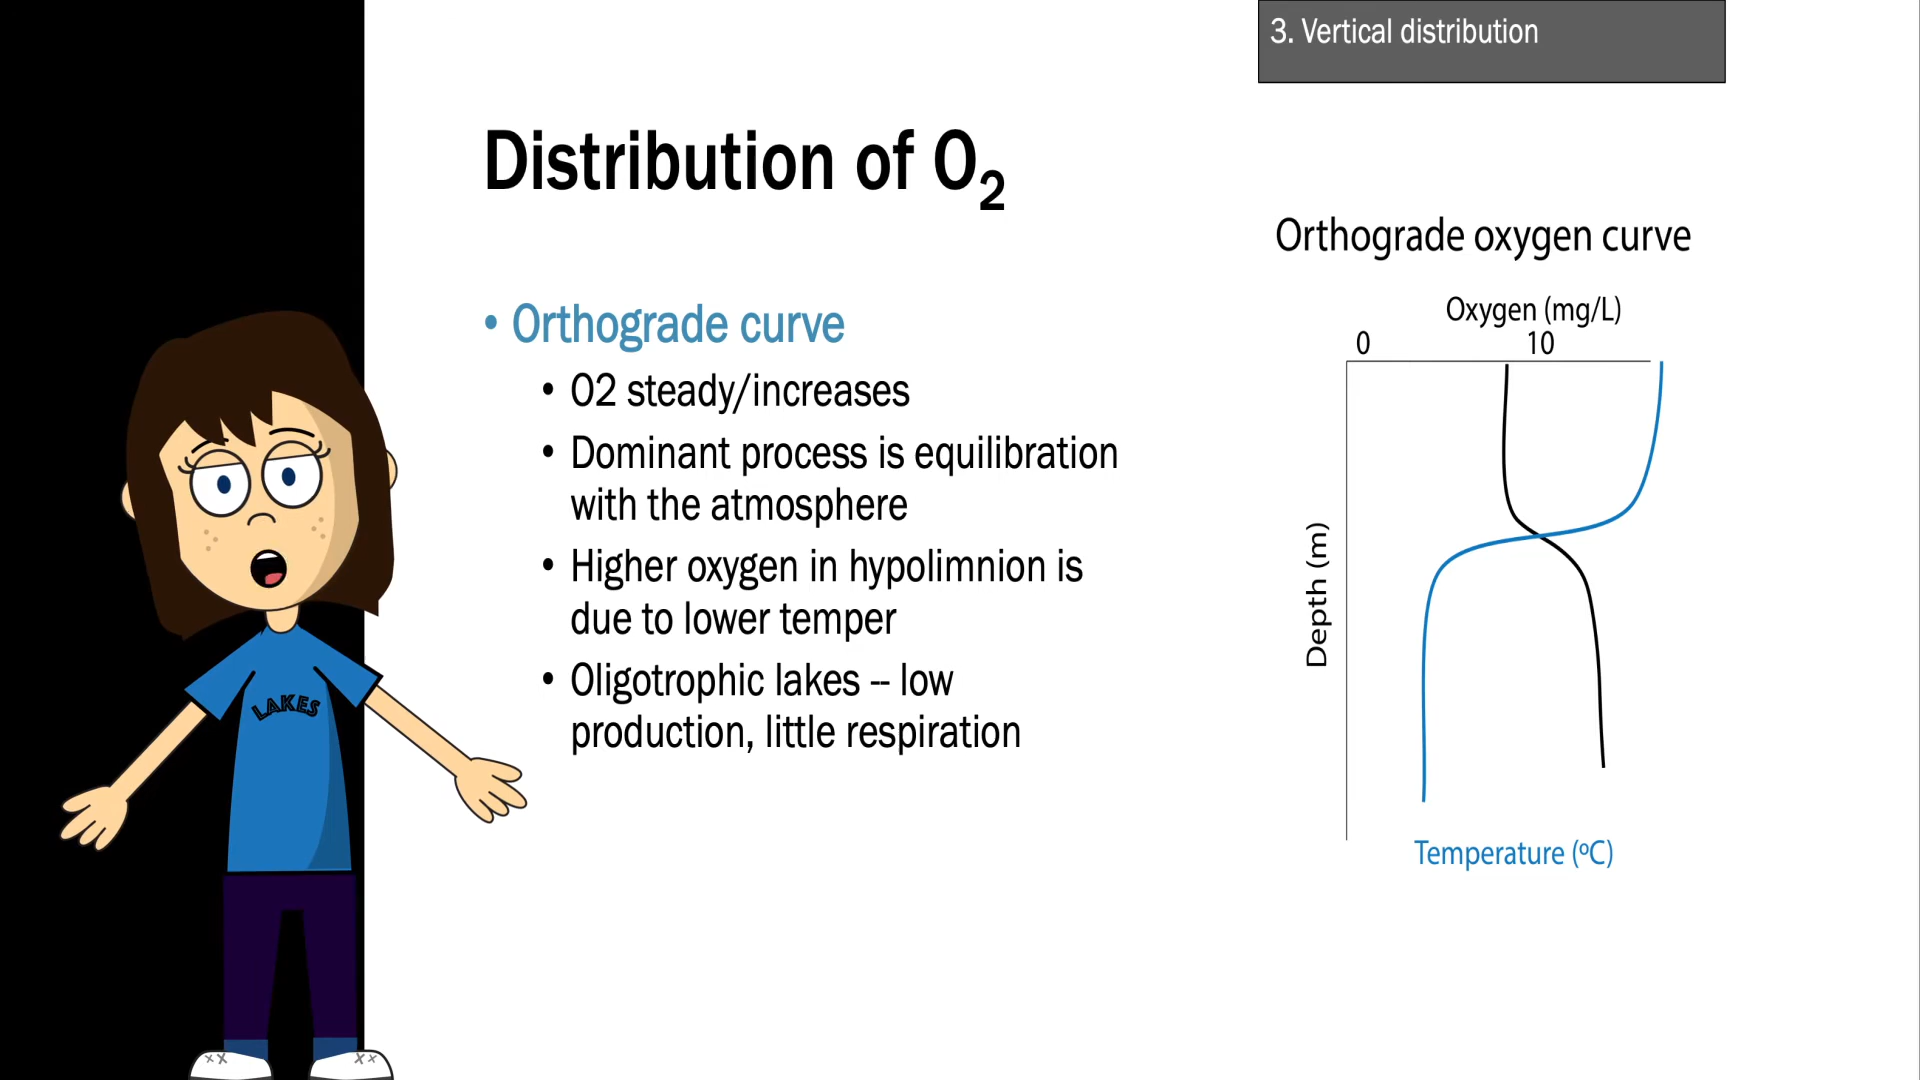 3. Vertical distribution
Distribution of O₂
• Orthograde curve
• O2 steady/increases
• Dominant process is equilibration
with the atmosphere
• Higher oxygen in hypolimnion is
due to lower temper
• Oligotrophic lakes -- low
production, little respiration
Orthograde oxygen curve
Oxygen (mg/L)
0 10
Depth (m)
Temperature (ºC)
LAKES